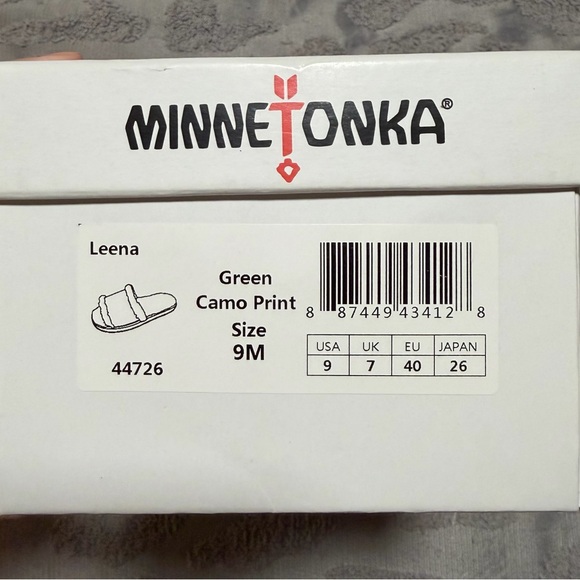 MINNETONKA®
Leena
Green
Camo Print
Size
9M
44726
8 87449 43412 8
USA UK EU JAPAN
9 7 40 26